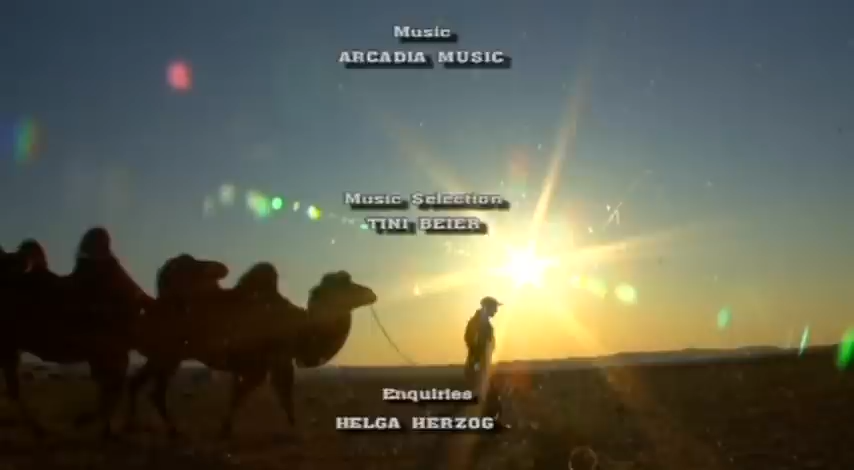 Music
ARCADIA MUSIC
Music Selection
TINI BEIER
Enquiries
HELGA HERZOG